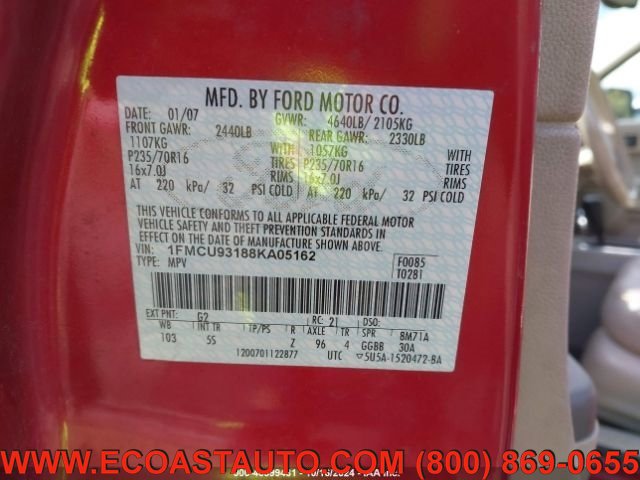 MFD. BY FORD MOTOR CO.
DATE: 01/07 GVWR: 4640LB/ 2105KG
FRONT GAWR: 2440LB REAR GAWR: 2330LB
1107KG WITH 1057KG WITH
P235/70R16 TIRES P235/70R16 TIRES
16x7.0J RIMS 16x7.0J RIMS
AT 220 kPa/ 32 PSI COLD AT 220 kPa/ 32 PSI COLD
THIS VEHICLE CONFORMS TO ALL APPLICABLE FEDERAL MOTOR
VEHICLE SAFETY AND THEFT PREVENTION STANDARDS IN
EFFECT ON THE DATE OF MANUFACTURE SHOWN ABOVE.
VIN: 1FMCU93188KA05162 F0085
TYPE: MPV T0281
EXT PNT: G2 RC: 21 DSO:
WB INT TR TP/PS R AXLE TR SPR 8M71A
103 5S Z 96 4 GGBB 30A
1200701122877 UTC ▽5U5A-1520472-BA
WWW.ECOASTAUTO.COM (800) 869-0655